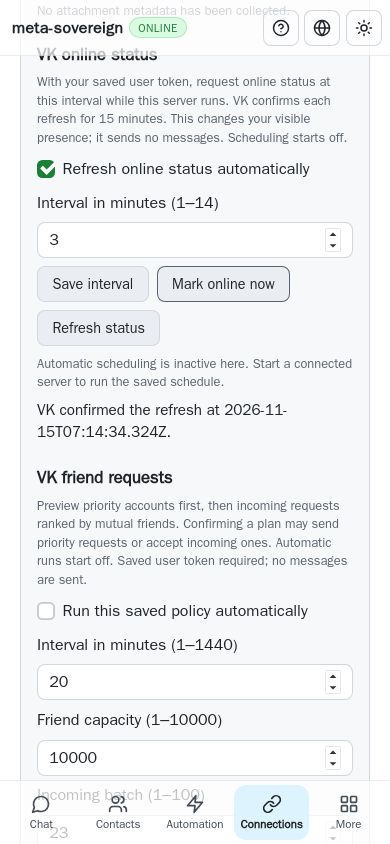 No attachment metadata has been collected.
meta-sovereign ONLINE
VK online status
With your saved user token, request online status at
this interval while this server runs. VK confirms each
refresh for 15 minutes. This changes your visible
presence; it sends no messages. Scheduling starts off.
Refresh online status automatically
Interval in minutes (1–14)
3
Save interval Mark online now
Refresh status
Automatic scheduling is inactive here. Start a connected
server to run the saved schedule.
VK confirmed the refresh at 2026-11-
15T07:14:34.324Z.
VK friend requests
Preview priority accounts first, then incoming requests
ranked by mutual friends. Confirming a plan may send
priority requests or accept incoming ones. Automatic
runs start off. Saved user token required; no messages
are sent.
Run this saved policy automatically
Interval in minutes (1–1440)
20
Friend capacity (1–10000)
10000
Incoming batch (1–100)
23
Chat Contacts Automation Connections More